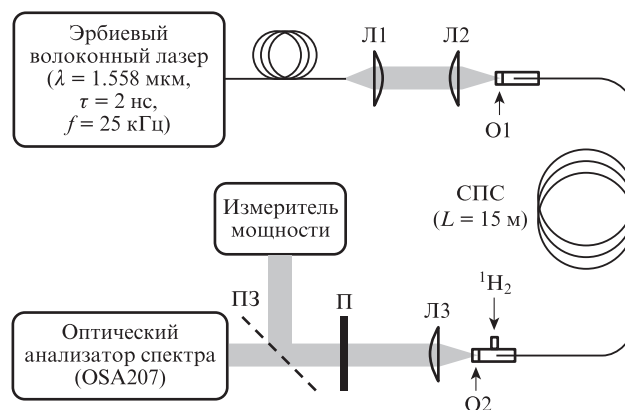 Эрбиевый
волоконный лазер
(λ = 1.558 мкм,
τ = 2 нс,
f = 25 кГц)
Л1
Л2
О1
СПС
(L = 15 м)
Измеритель
мощности
ПЗ
П
Л3
¹H₂
Оптический
анализатор спектра
(OSA207)
О2